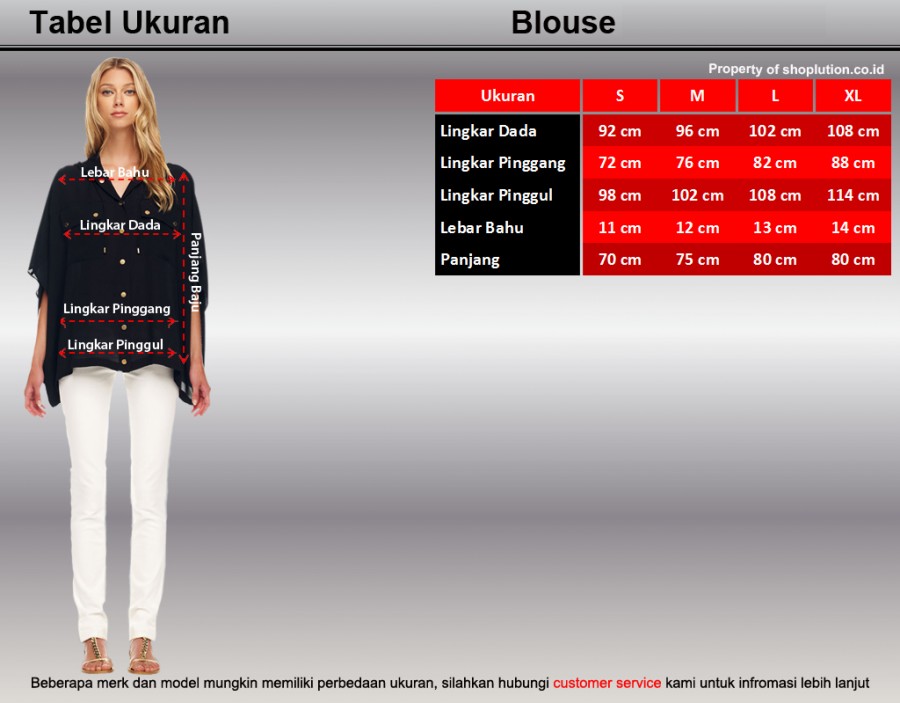 Tabel Ukuran Blouse
Property of shoplution.co.id
Ukuran S M L XL
Lingkar Dada 92 cm 96 cm 102 cm 108 cm
Lingkar Pinggang 72 cm 76 cm 82 cm 88 cm
Lingkar Pinggul 98 cm 102 cm 108 cm 114 cm
Lebar Bahu 11 cm 12 cm 13 cm 14 cm
Panjang 70 cm 75 cm 80 cm 80 cm
Lebar Bahu
Lingkar Dada
Panjang Baju
Lingkar Pinggang
Lingkar Pinggul
Beberapa merk dan model mungkin memiliki perbedaan ukuran, silahkan hubungi customer service kami untuk infromasi lebih lanjut